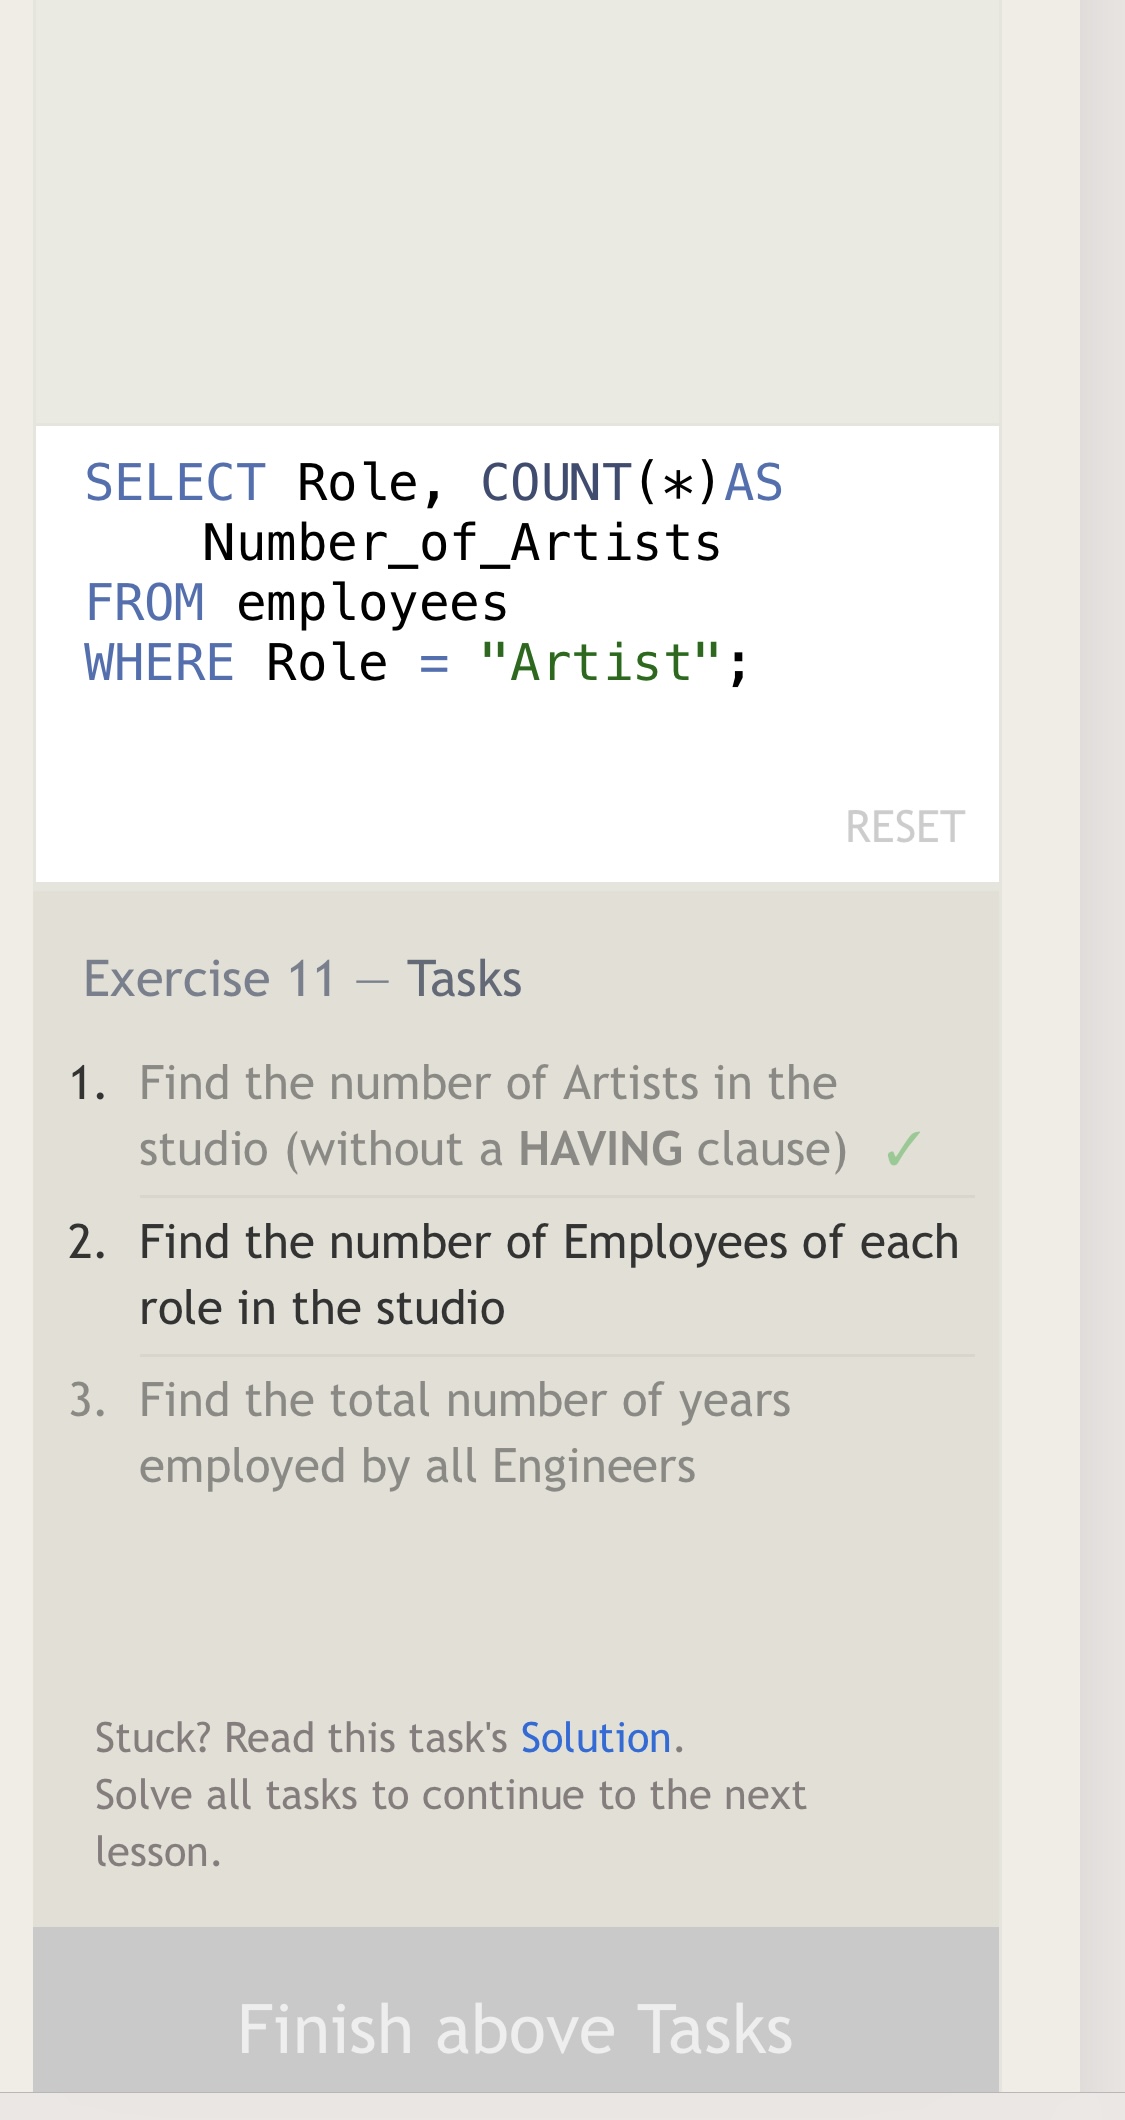 SELECT Role, COUNT(*)AS
Number_of_Artists
FROM employees
WHERE Role = "Artist";
RESET
Exercise 11 — Tasks
1. Find the number of Artists in the
studio (without a HAVING clause) ✓
2. Find the number of Employees of each
role in the studio
3. Find the total number of years
employed by all Engineers
Stuck? Read this task's Solution.
Solve all tasks to continue to the next
lesson.
Finish above Tasks